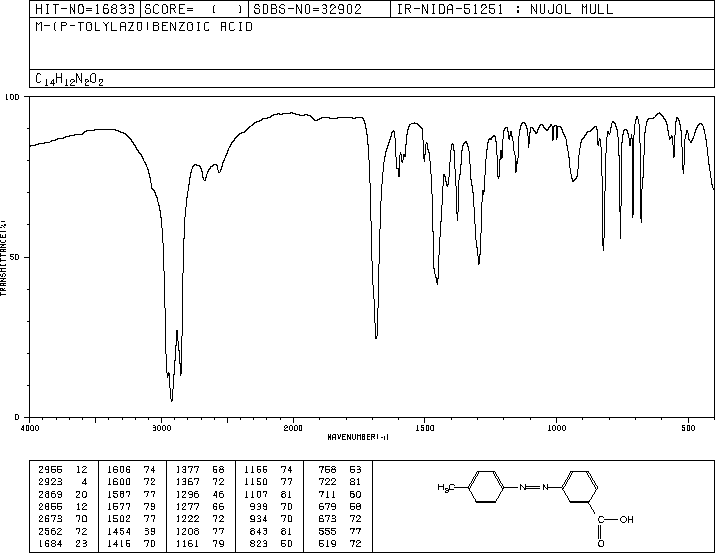 HIT-NO=16833 SCORE= ( ) SDBS-NO=32902 IR-NIDA-51251 : NUJOL MULL
M-(P-TOLYLAZO)BENZOIC ACID
C14H12N2O2
100
50
0
TRANSMITTANCE(%)
4000 3000 2000 1500 1000 500
WAVENUMBER(-1)
2955 12 1606 74 1377 58 1155 74 758 53
2923 4 1600 72 1367 72 1150 77 722 81
2869 20 1587 77 1296 46 1107 81 711 60
2855 12 1577 79 1277 66 939 70 679 58
2673 70 1502 77 1222 72 934 70 673 72
2562 72 1454 39 1208 77 843 81 555 77
1684 23 1415 70 1161 79 823 50 519 72
H3C N=N
C OH
O